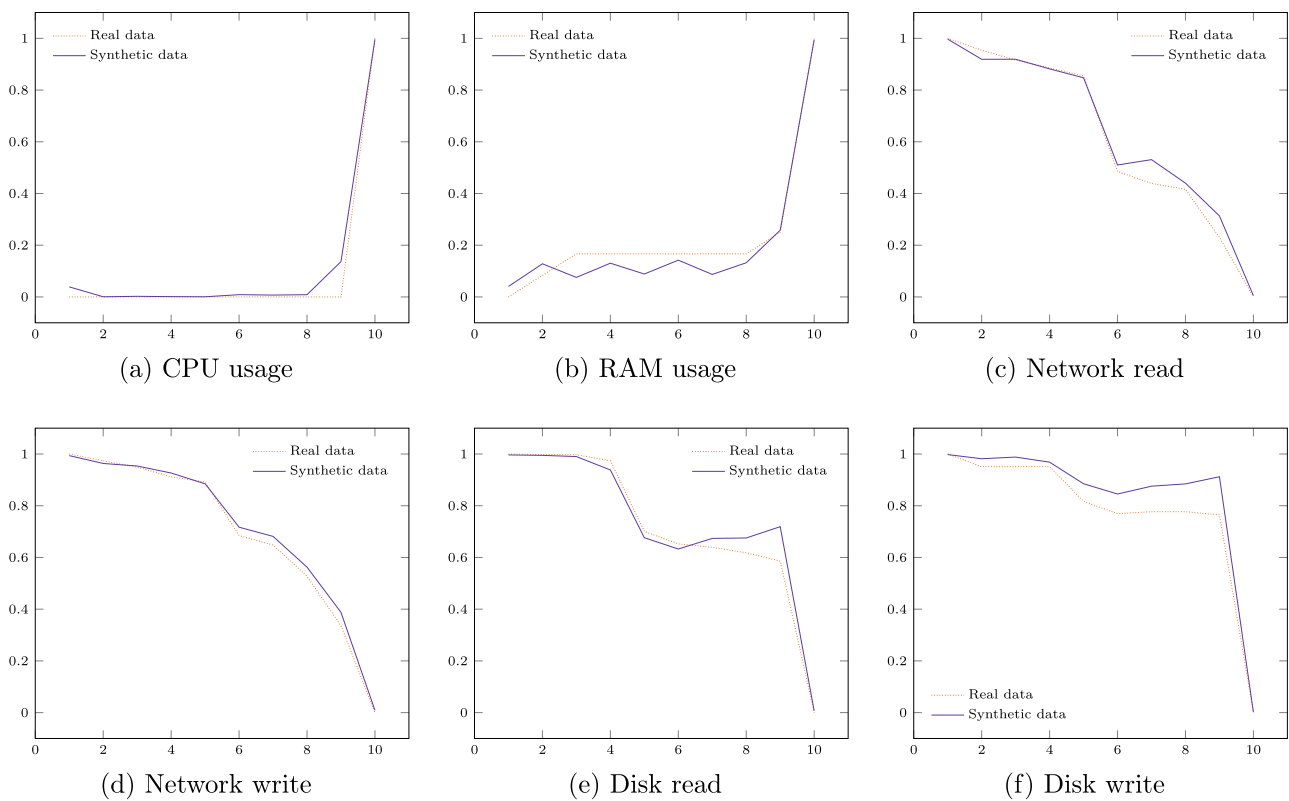 Real data
Synthetic data
1
0.8
0.6
0.4
0.2
0
0 2 4 6 8 10
(a) CPU usage
Real data
Synthetic data
1
0.8
0.6
0.4
0.2
0
0 2 4 6 8 10
(b) RAM usage
Real data
Synthetic data
1
0.8
0.6
0.4
0.2
0
0 2 4 6 8 10
(c) Network read
Real data
Synthetic data
1
0.8
0.6
0.4
0.2
0
0 2 4 6 8 10
(d) Network write
Real data
Synthetic data
1
0.8
0.6
0.4
0.2
0
0 2 4 6 8 10
(e) Disk read
1
0.8
0.6
0.4
0.2
0
Real data
Synthetic data
0 2 4 6 8 10
(f) Disk write